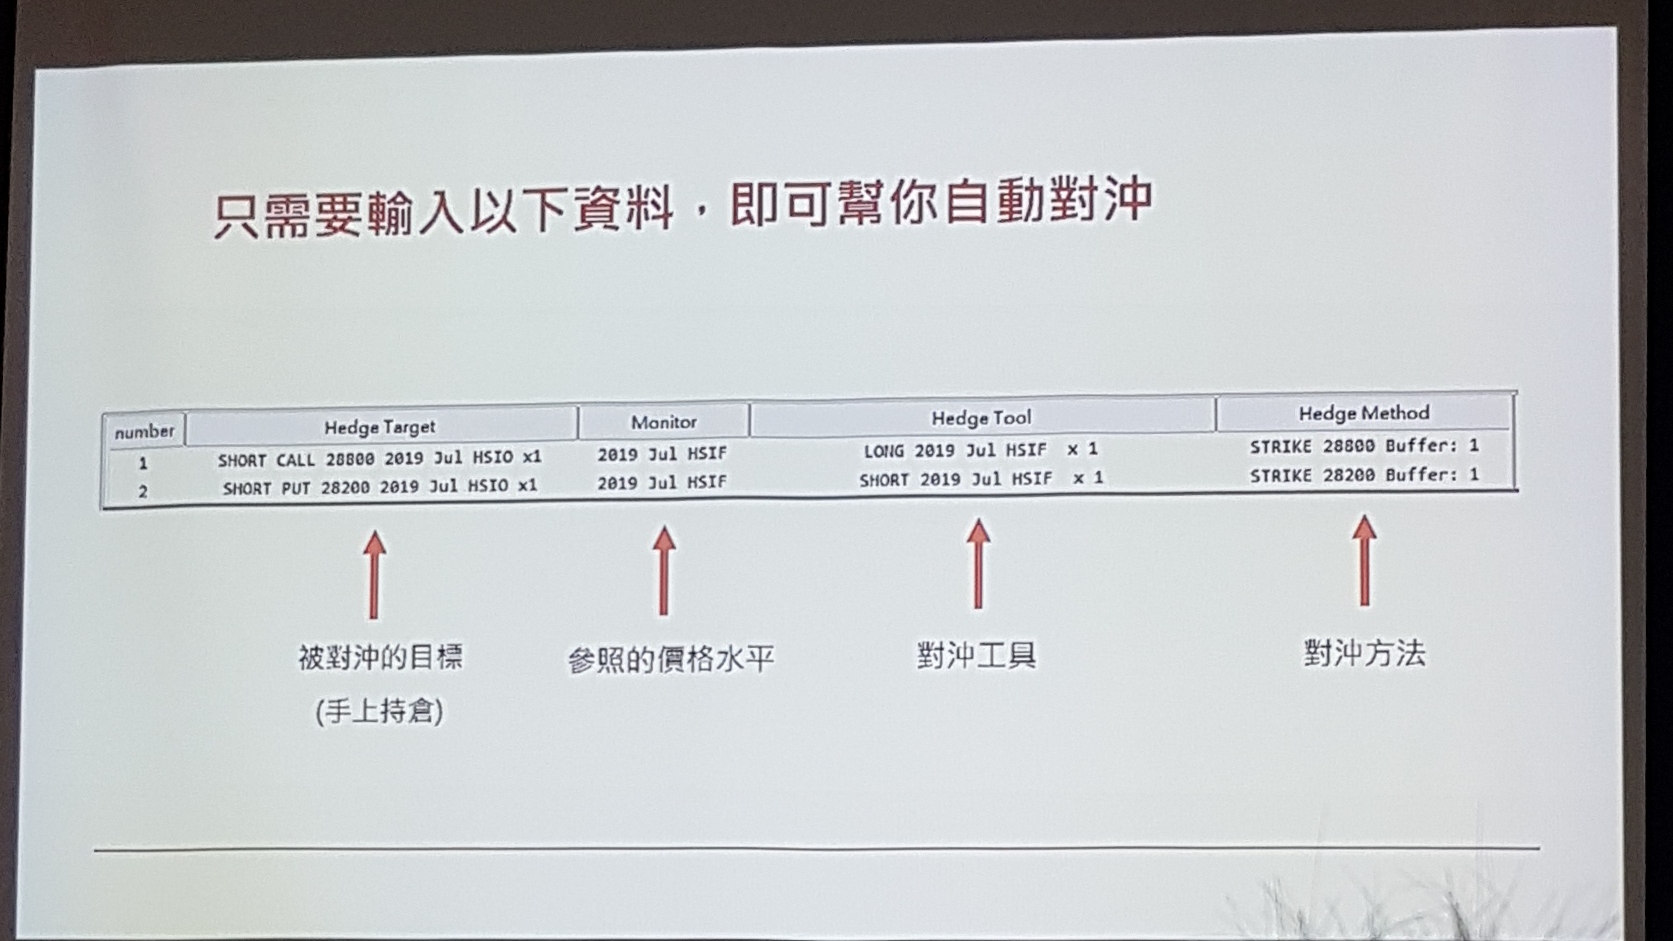 只需要輸入以下資料，即可幫你自動對沖
number Hedge Target Monitor Hedge Tool Hedge Method
1 SHORT CALL 28800 2019 Jul HSIO x1 2019 Jul HSIF LONG 2019 Jul HSIF x 1 STRIKE 28800 Buffer: 1
2 SHORT PUT 28200 2019 Jul HSIO x1 2019 Jul HSIF SHORT 2019 Jul HSIF x 1 STRIKE 28200 Buffer: 1
被對沖的目標 參照的價格水平 對沖工具 對沖方法
(手上持倉)